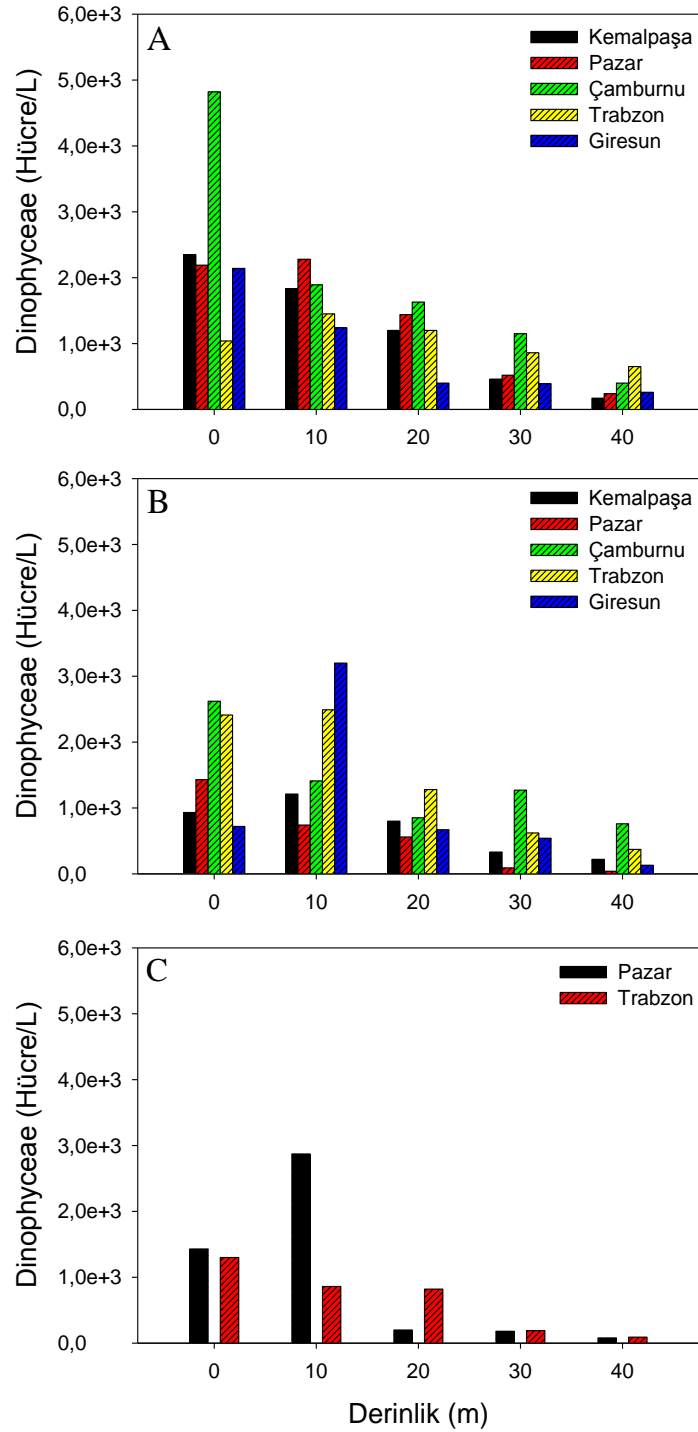 A
Dinophyceae (Hücre/L)
6,0e+3
5,0e+3
4,0e+3
3,0e+3
2,0e+3
1,0e+3
0,0
Kemalpaşa
Pazar
Çamburnu
Trabzon
Giresun
0 10 20 30 40
B
Dinophyceae (Hücre/L)
6,0e+3
5,0e+3
4,0e+3
3,0e+3
2,0e+3
1,0e+3
0,0
Kemalpaşa
Pazar
Çamburnu
Trabzon
Giresun
0 10 20 30 40
C
Dinophyceae (Hücre/L)
6,0e+3
5,0e+3
4,0e+3
3,0e+3
2,0e+3
1,0e+3
0,0
Pazar
Trabzon
0 10 20 30 40
Derinlik (m)